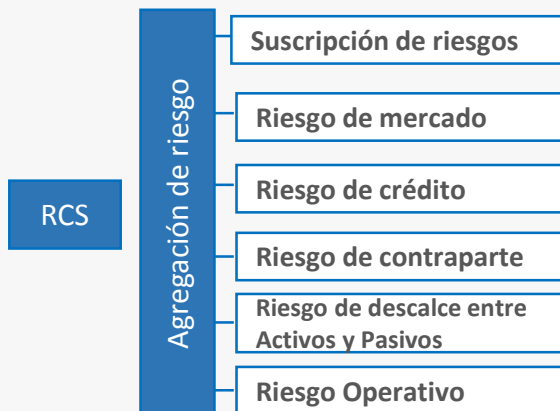 RCS
Agregación de riesgo
Suscripción de riesgos
Riesgo de mercado
Riesgo de crédito
Riesgo de contraparte
Riesgo de descalce entre
Activos y Pasivos
Riesgo Operativo